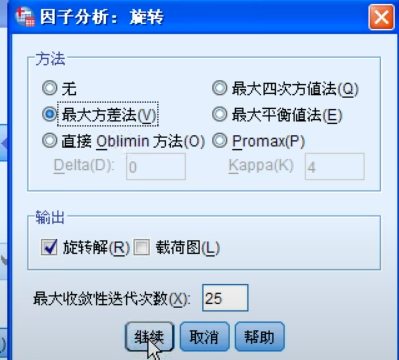 因子分析：旋转
方法
无 最大四次方值法(Q)
最大方差法(V) 最大平衡值法(E)
直接 Oblimin 方法(O) Promax(P)
Delta(D): 0 Kappa(K) 4
输出
旋转解(R) 载荷图(L)
最大收敛性迭代次数(X): 25
继续 取消 帮助